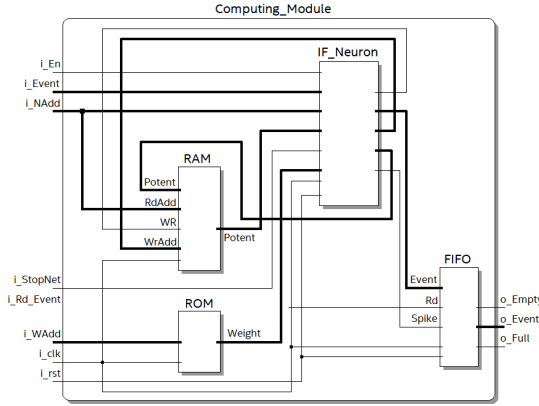 Computing_Module
IF_Neuron
i_En
i_Event
i_NAdd
RAM
Potent
RdAdd
WR
WrAdd
Potent
FIFO
Event
i_StopNet
i_Rd_Event
Rd
o_Empty
ROM
Spike
o_Event
i_WAdd
Weight
o_Full
i_clk
i_rst